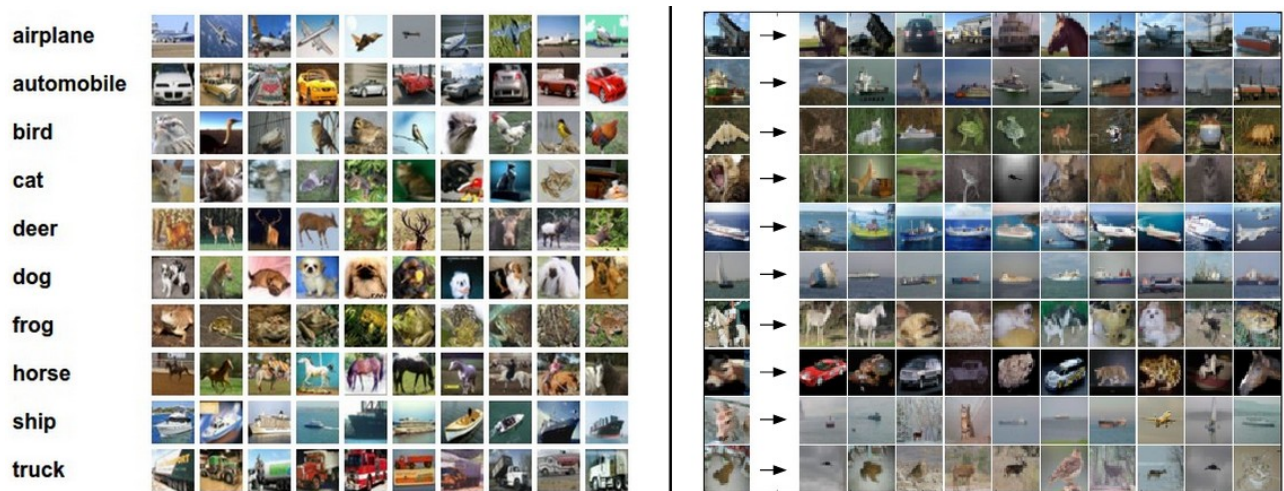 airplane
automobile
bird
cat
deer
dog
frog
horse
ship
truck